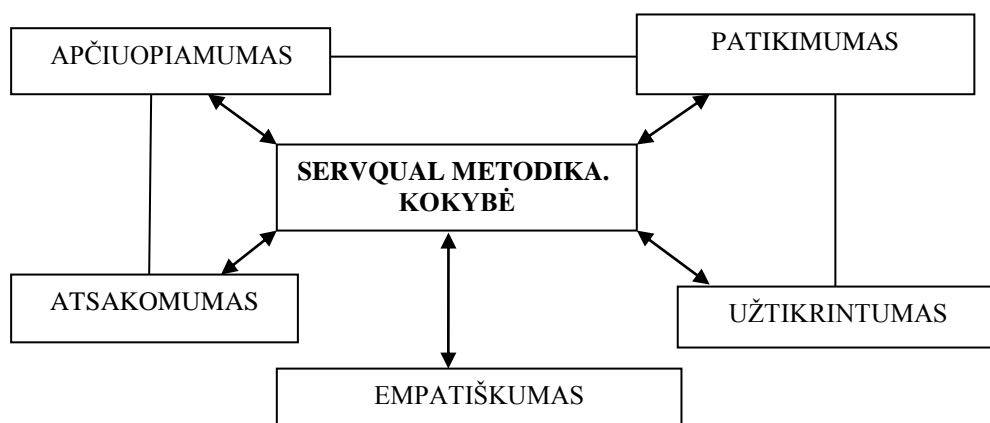 APČIUOPIAMUMAS
PATIKIMUMAS
SERVQUAL METODIKA.
KOKYBĖ
ATSAKOMUMAS
UŽTIKRINTUMAS
EMPATIŠKUMAS